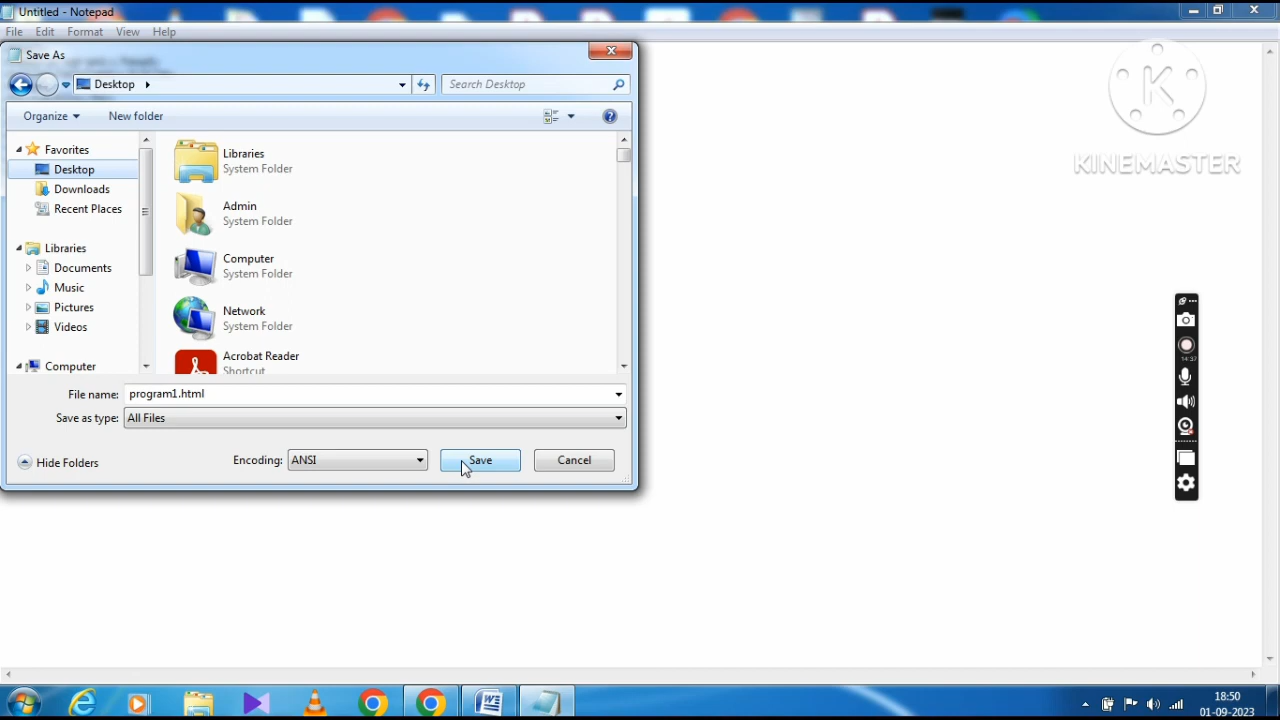 Untitled - Notepad
File Edit Format View Help
Save As
Desktop
Search Desktop
Organize New folder
Favorites
Desktop
Downloads
Recent Places
Libraries
Documents
Music
Pictures
Videos
Computer
Libraries
System Folder
Admin
System Folder
Computer
System Folder
Network
System Folder
Acrobat Reader
Shortcut
File name: program1.html
Save as type: All Files
Hide Folders
Encoding: ANSI
Save
Cancel
K
KINEMASTER
14:37
18:50
01-09-2023